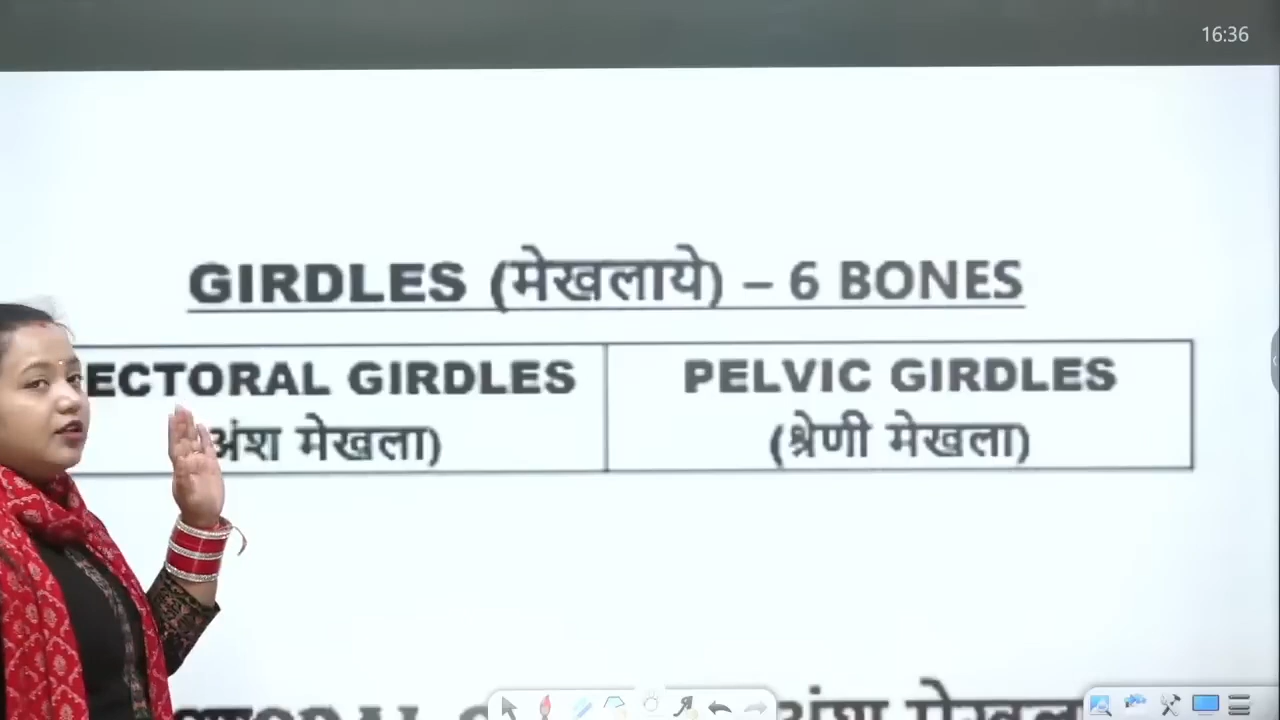 16:36
GIRDLES (मेखलाये) – 6 BONES
ECTORAL GIRDLES
अंश मेखला)
PELVIC GIRDLES
(श्रेणी मेखला)